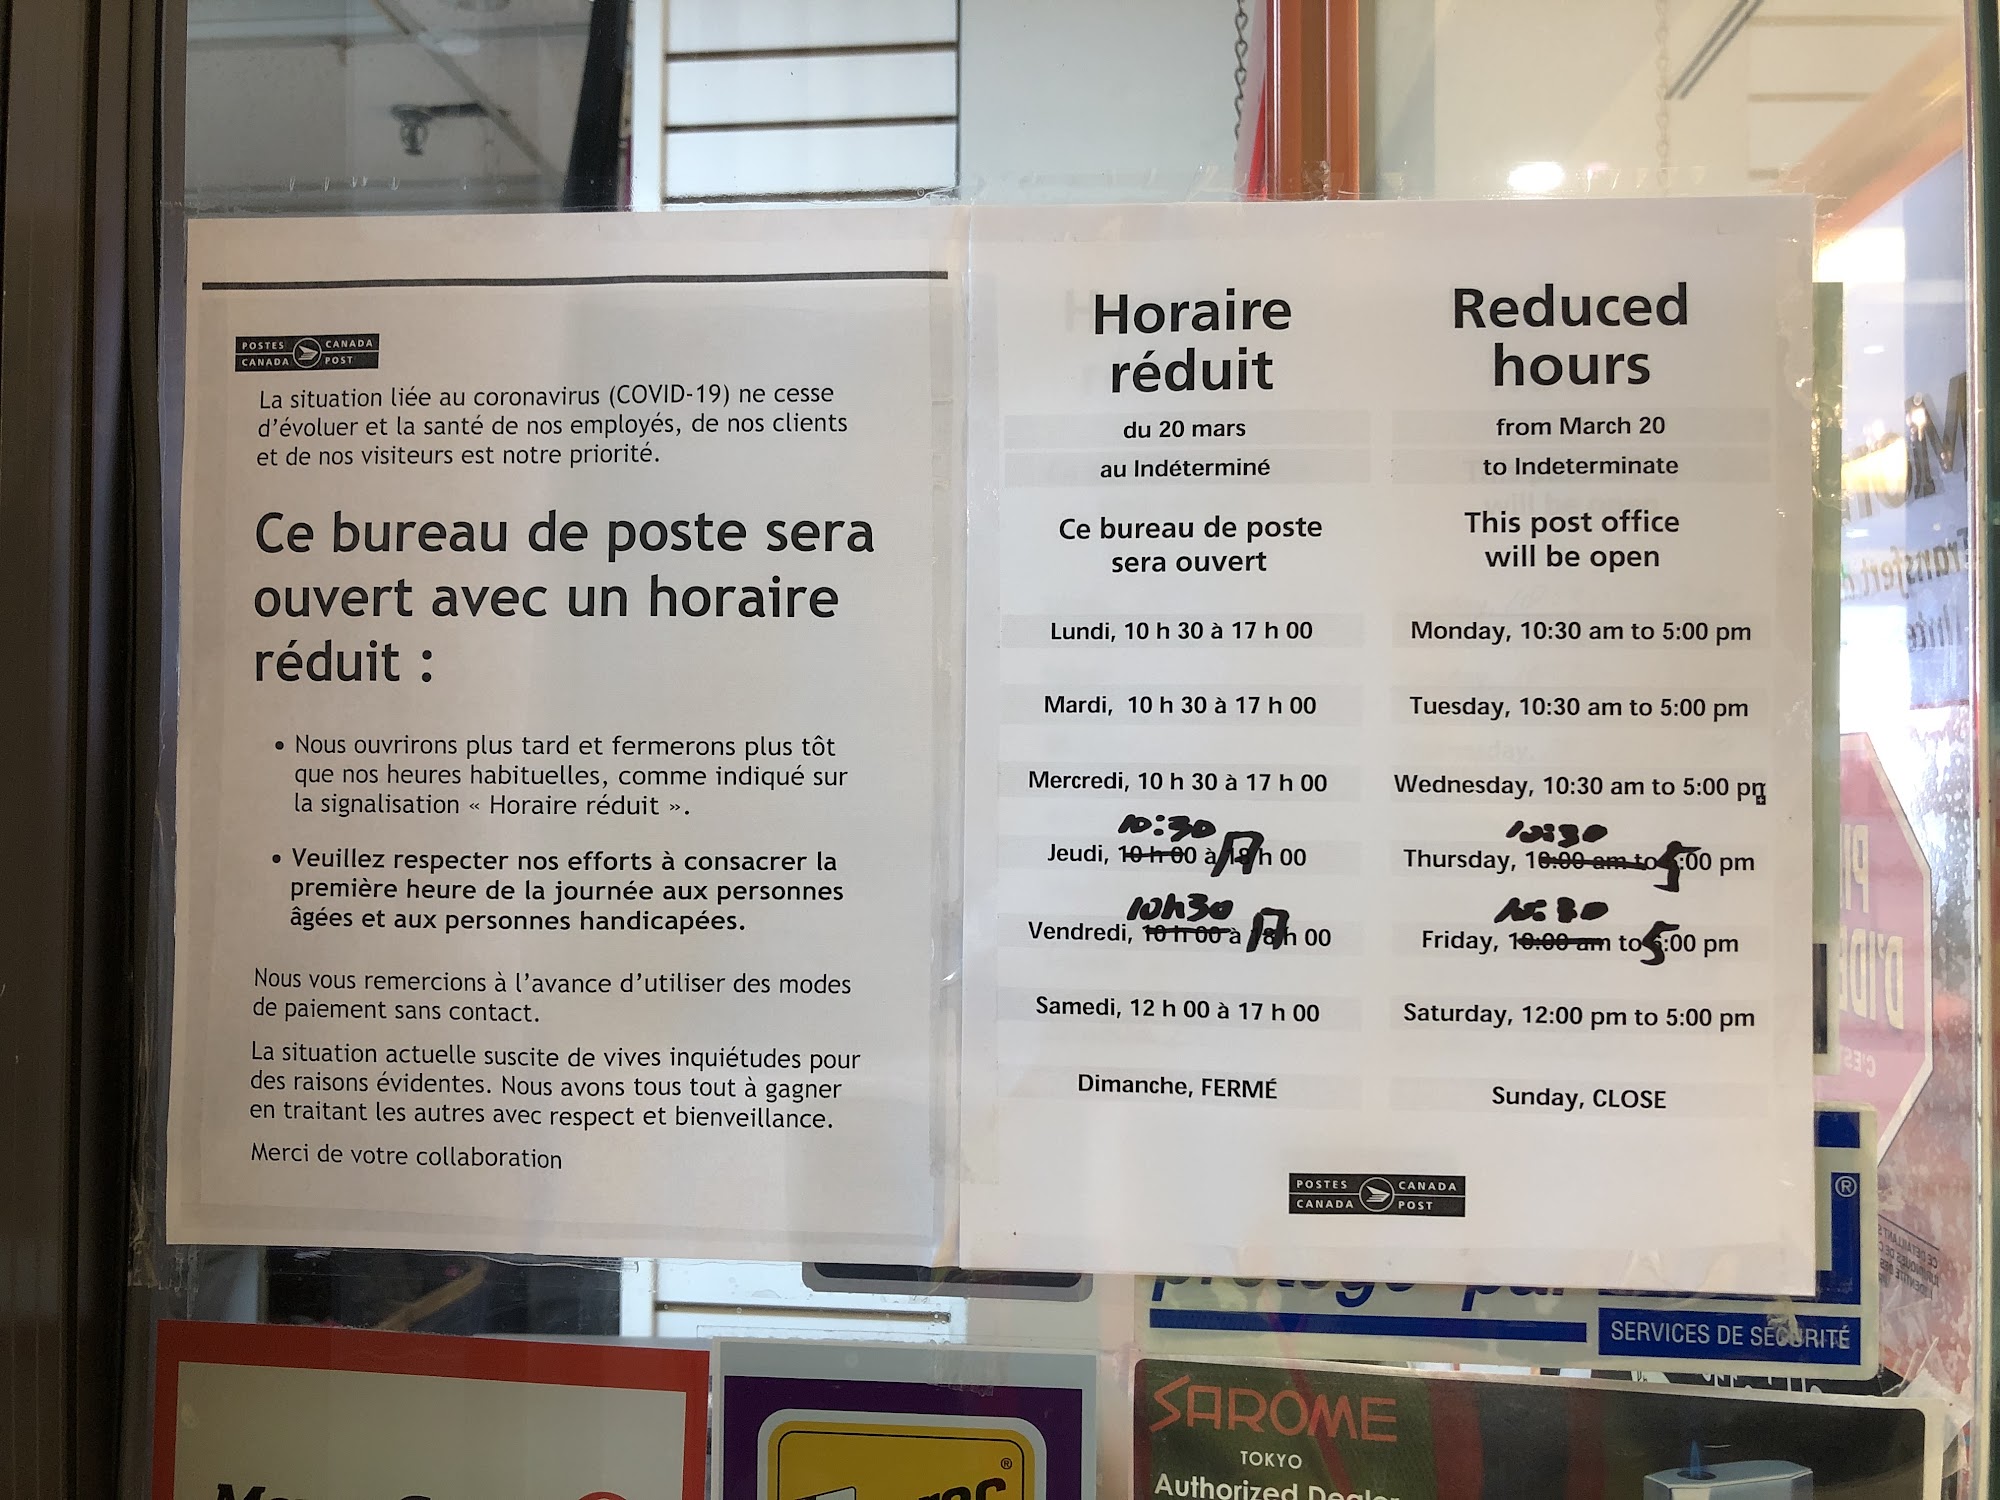 POSTES CANADA
CANADA POST
La situation liée au coronavirus (COVID-19) ne cesse
d'évoluer et la santé de nos employés, de nos clients
et de nos visiteurs est notre priorité.
Ce bureau de poste sera
ouvert avec un horaire
réduit :
• Nous ouvrirons plus tard et fermerons plus tôt
que nos heures habituelles, comme indiqué sur
la signalisation « Horaire réduit ».
• Veuillez respecter nos efforts à consacrer la
première heure de la journée aux personnes
âgées et aux personnes handicapées.
Nous vous remercions à l'avance d'utiliser des modes
de paiement sans contact.
La situation actuelle suscite de vives inquiétudes pour
des raisons évidentes. Nous avons tous tout à gagner
en traitant les autres avec respect et bienveillance.
Merci de votre collaboration
Horaire
réduit
du 20 mars
au Indéterminé
Ce bureau de poste
sera ouvert
Lundi, 10 h 30 à 17 h 00
Mardi, 10 h 30 à 17 h 00
Mercredi, 10 h 30 à 17 h 00
10:30
Jeudi, 10 h 00 à 17 h 00
10h30
Vendredi, 10 h 00 à 17 h 00
Samedi, 12 h 00 à 17 h 00
Dimanche, FERMÉ
Reduced
hours
from March 20
to Indeterminate
This post office
will be open
Monday, 10:30 am to 5:00 pm
Tuesday, 10:30 am to 5:00 pm
Wednesday, 10:30 am to 5:00 pm
10:30
Thursday, 10:00 am to 5:00 pm
10:30
Friday, 10:00 am to 5:00 pm
Saturday, 12:00 pm to 5:00 pm
Sunday, CLOSE
POSTES CANADA
CANADA POST
protégé par
SERVICES DE SÉCURITÉ
SAROME
TOKYO
Authorized Dealer